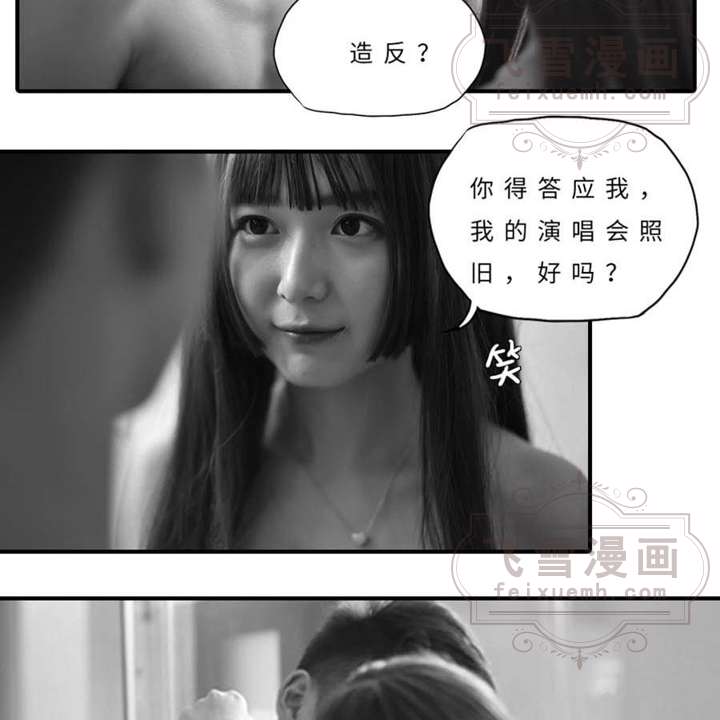 造反？
飞雪漫画
feixuemh.com
你得答应我，
我的演唱会照
旧，好吗？
笑
飞雪漫画
feixuemh.com